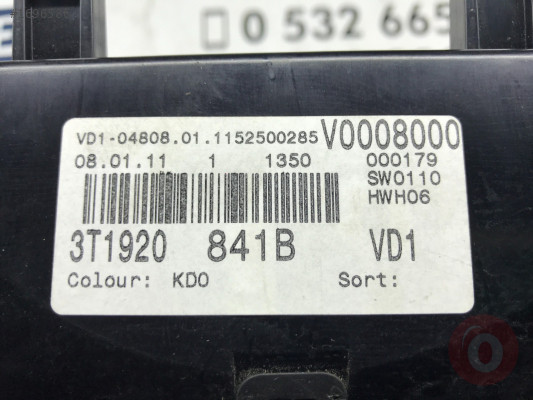 0 532 665
VD1-04808.01.1152500285 V0008000
08.01.11 1 1350 000179
SW0110
HWH06
3T1920 841B VD1
Colour: KDO Sort: